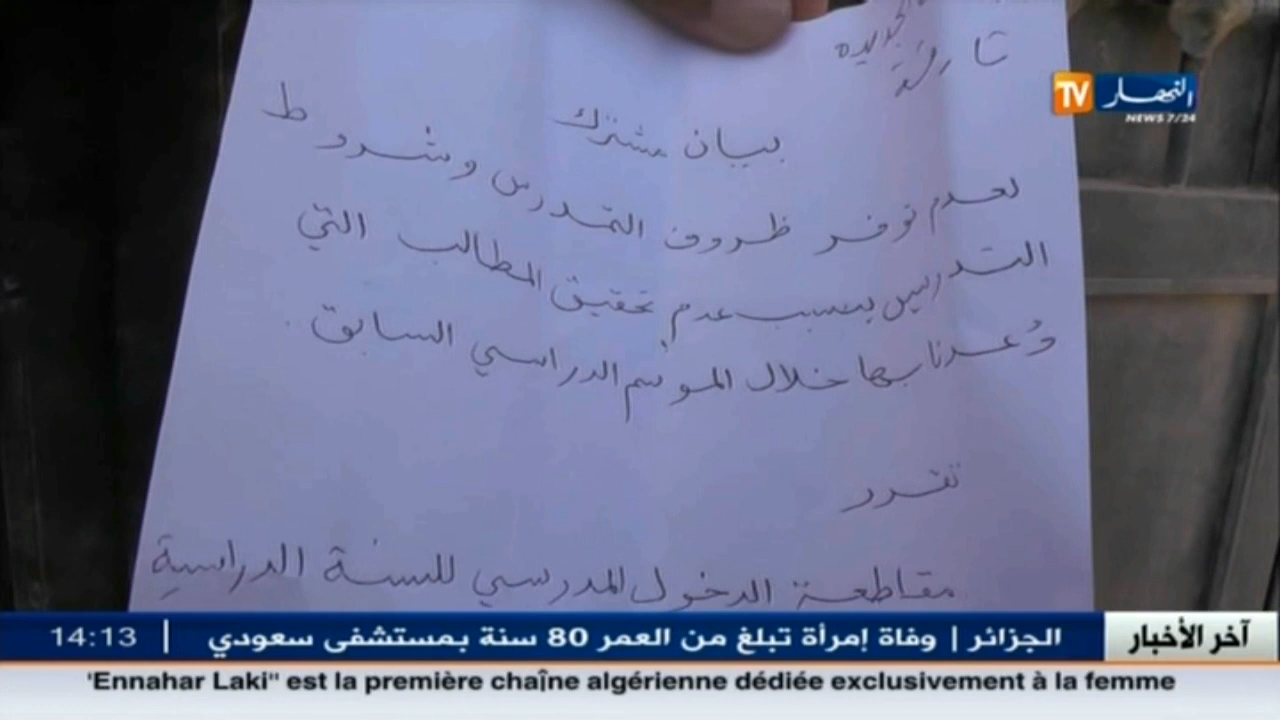 الجديدة
بيان مشترك
لعدم توفر ظروف التمدرس وشروط
التدريس بسبب عدم تحقيق المطالب التي
وُعدنا بها خلال الموسم الدراسي السابق.
تقرر
مقاطعة الدخول المدرسي للسنة الدراسية
TV النهار
NEWS 7/24
آخر الأخبار
الجزائر | وفاة إمرأة تبلغ من العمر 80 سنة بمستشفى سعودي | 14:13
'Ennahar Laki" est la première chaîne algérienne dédiée exclusivement à la femme